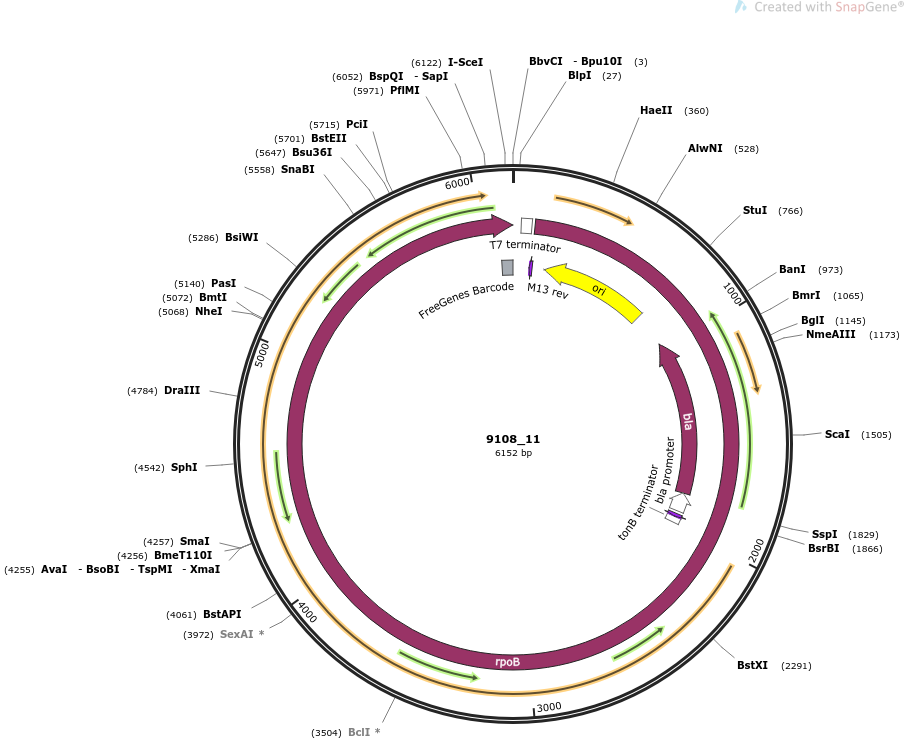 Created with SnapGene®
(6122) I-SceI
BbvCI - Bpu10I (3)
(6052) BspQI - SapI
BlpI (27)
(5971) PflMI
HaeII (360)
(5715) PciI
(5701) BstEII
AlwNI (528)
(5647) Bsu36I
(5558) SnaBI
6000
StuI (766)
(5286) BsiWI
T7 terminator
BanI (973)
(5140) PasI
FreeGenes Barcode
M13 rev
ori
1000
BmrI (1065)
(5072) BmtI
(5068) NheI
BglI (1145)
NmeAIII (1173)
5000
(4784) DraIII
bla
ScaI (1505)
9108_11
6152 bp
bla promoter
tonB terminator
(4542) SphI
SspI (1829)
(4257) SmaI
BsrBI (1866)
(4256) BmeT110I
2000
(4255) AvaI - BsoBI - TspMI - XmaI
(4061) BstAPI
4000
(3972) SexAI *
rpoB
BstXI (2291)
3000
(3504) BclI *